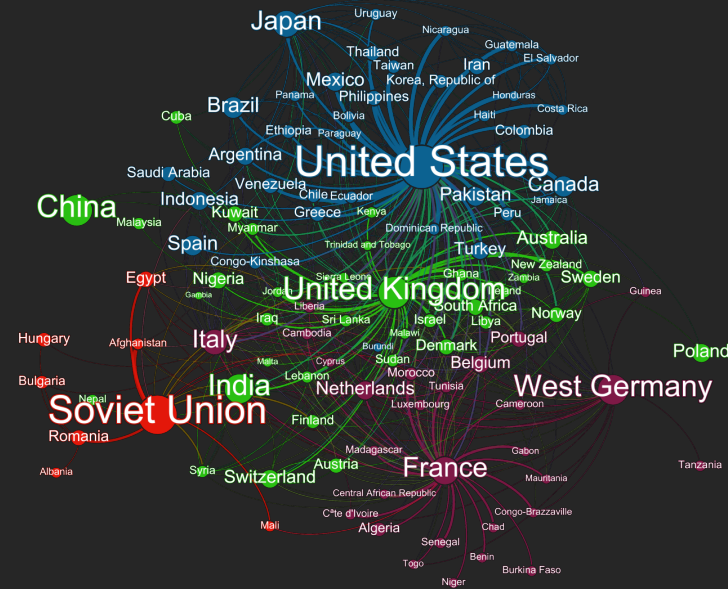 Japan
Uruguay
Nicaragua
Guatemala
Thailand
El Salvador
Taiwan
Iran
Mexico
Korea, Republic of
Panama
Philippines
Honduras
Brazil
Costa Rica
Cuba
Bolivia
Haiti
Ethiopia
Paraguay
Colombia
Argentina
United States
Saudi Arabia
Venezuela
Canada
Indonesia
Chile
Ecuador
Pakistan
Jamaica
China
Kuwait
Greece
Kenya
Peru
Malaysia
Myanmar
Dominican Republic
Australia
Spain
Trinidad and Tobago
Turkey
Congo-Kinshasa
New Zealand
Egypt
Nigeria
Sierra Leone
Ghana
Zambia
Sweden
Gambia
Jordan
United Kingdom
Ireland
Guinea
Liberia
South Africa
Iraq
Sri Lanka
Israel
Libya
Norway
Hungary
Afghanistan
Italy
Cambodia
Malawi
Portugal
Burundi
Denmark
Poland
Malta
Cyprus
Sudan
Belgium
Bulgaria
Lebanon
Morocco
Nepal
India
Netherlands
Tunisia
West Germany
Soviet Union
Luxembourg
Cameroon
Romania
Finland
Madagascar
Gabon
Albania
Syria
Switzerland
Austria
France
Tanzania
Mauritania
Central African Republic
Mali
Cªte d'Ivoire
Algeria
Congo-Brazzaville
Chad
Senegal
Togo
Benin
Burkina Faso
Niger